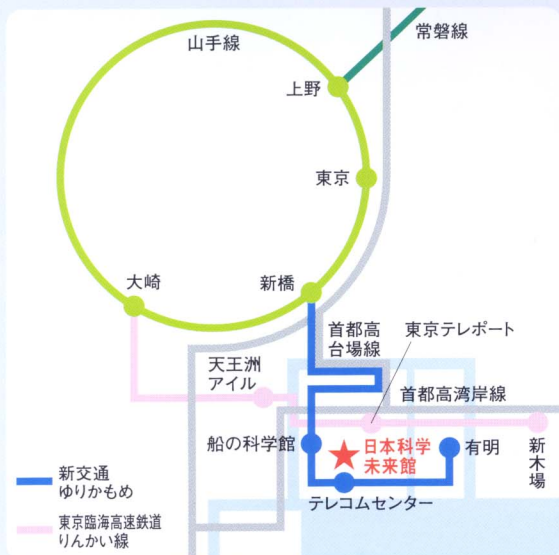 山手線
常磐線
上野
東京
大崎
新橋
首都高
台場線
東京テレポート
天王洲
アイル
首都高湾岸線
船の科学館
日本科学
未来館
有明
新木場
テレコムセンター
新交通
ゆりかもめ
東京臨海高速鉄道
りんかい線